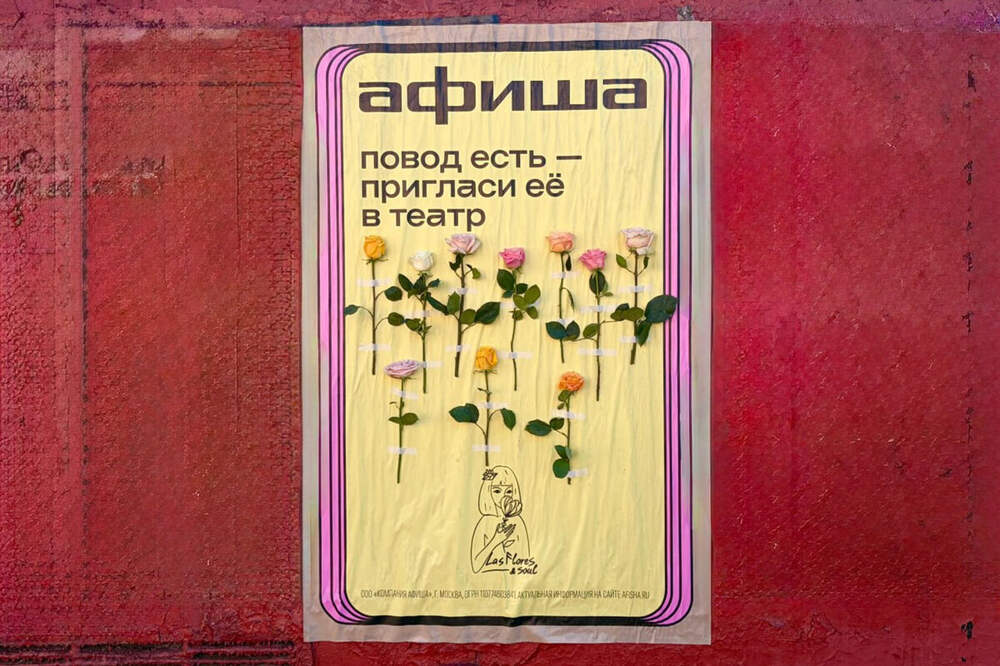 афиша
повод есть —
пригласи её
в театр
Las Flores
& Soul
ООО «КОМПАНИЯ АФИША», Г. МОСКВА, ОГРН АКТУАЛЬНАЯ ИНФОРМАЦИЯ НА САЙТЕ AFISHA.RU